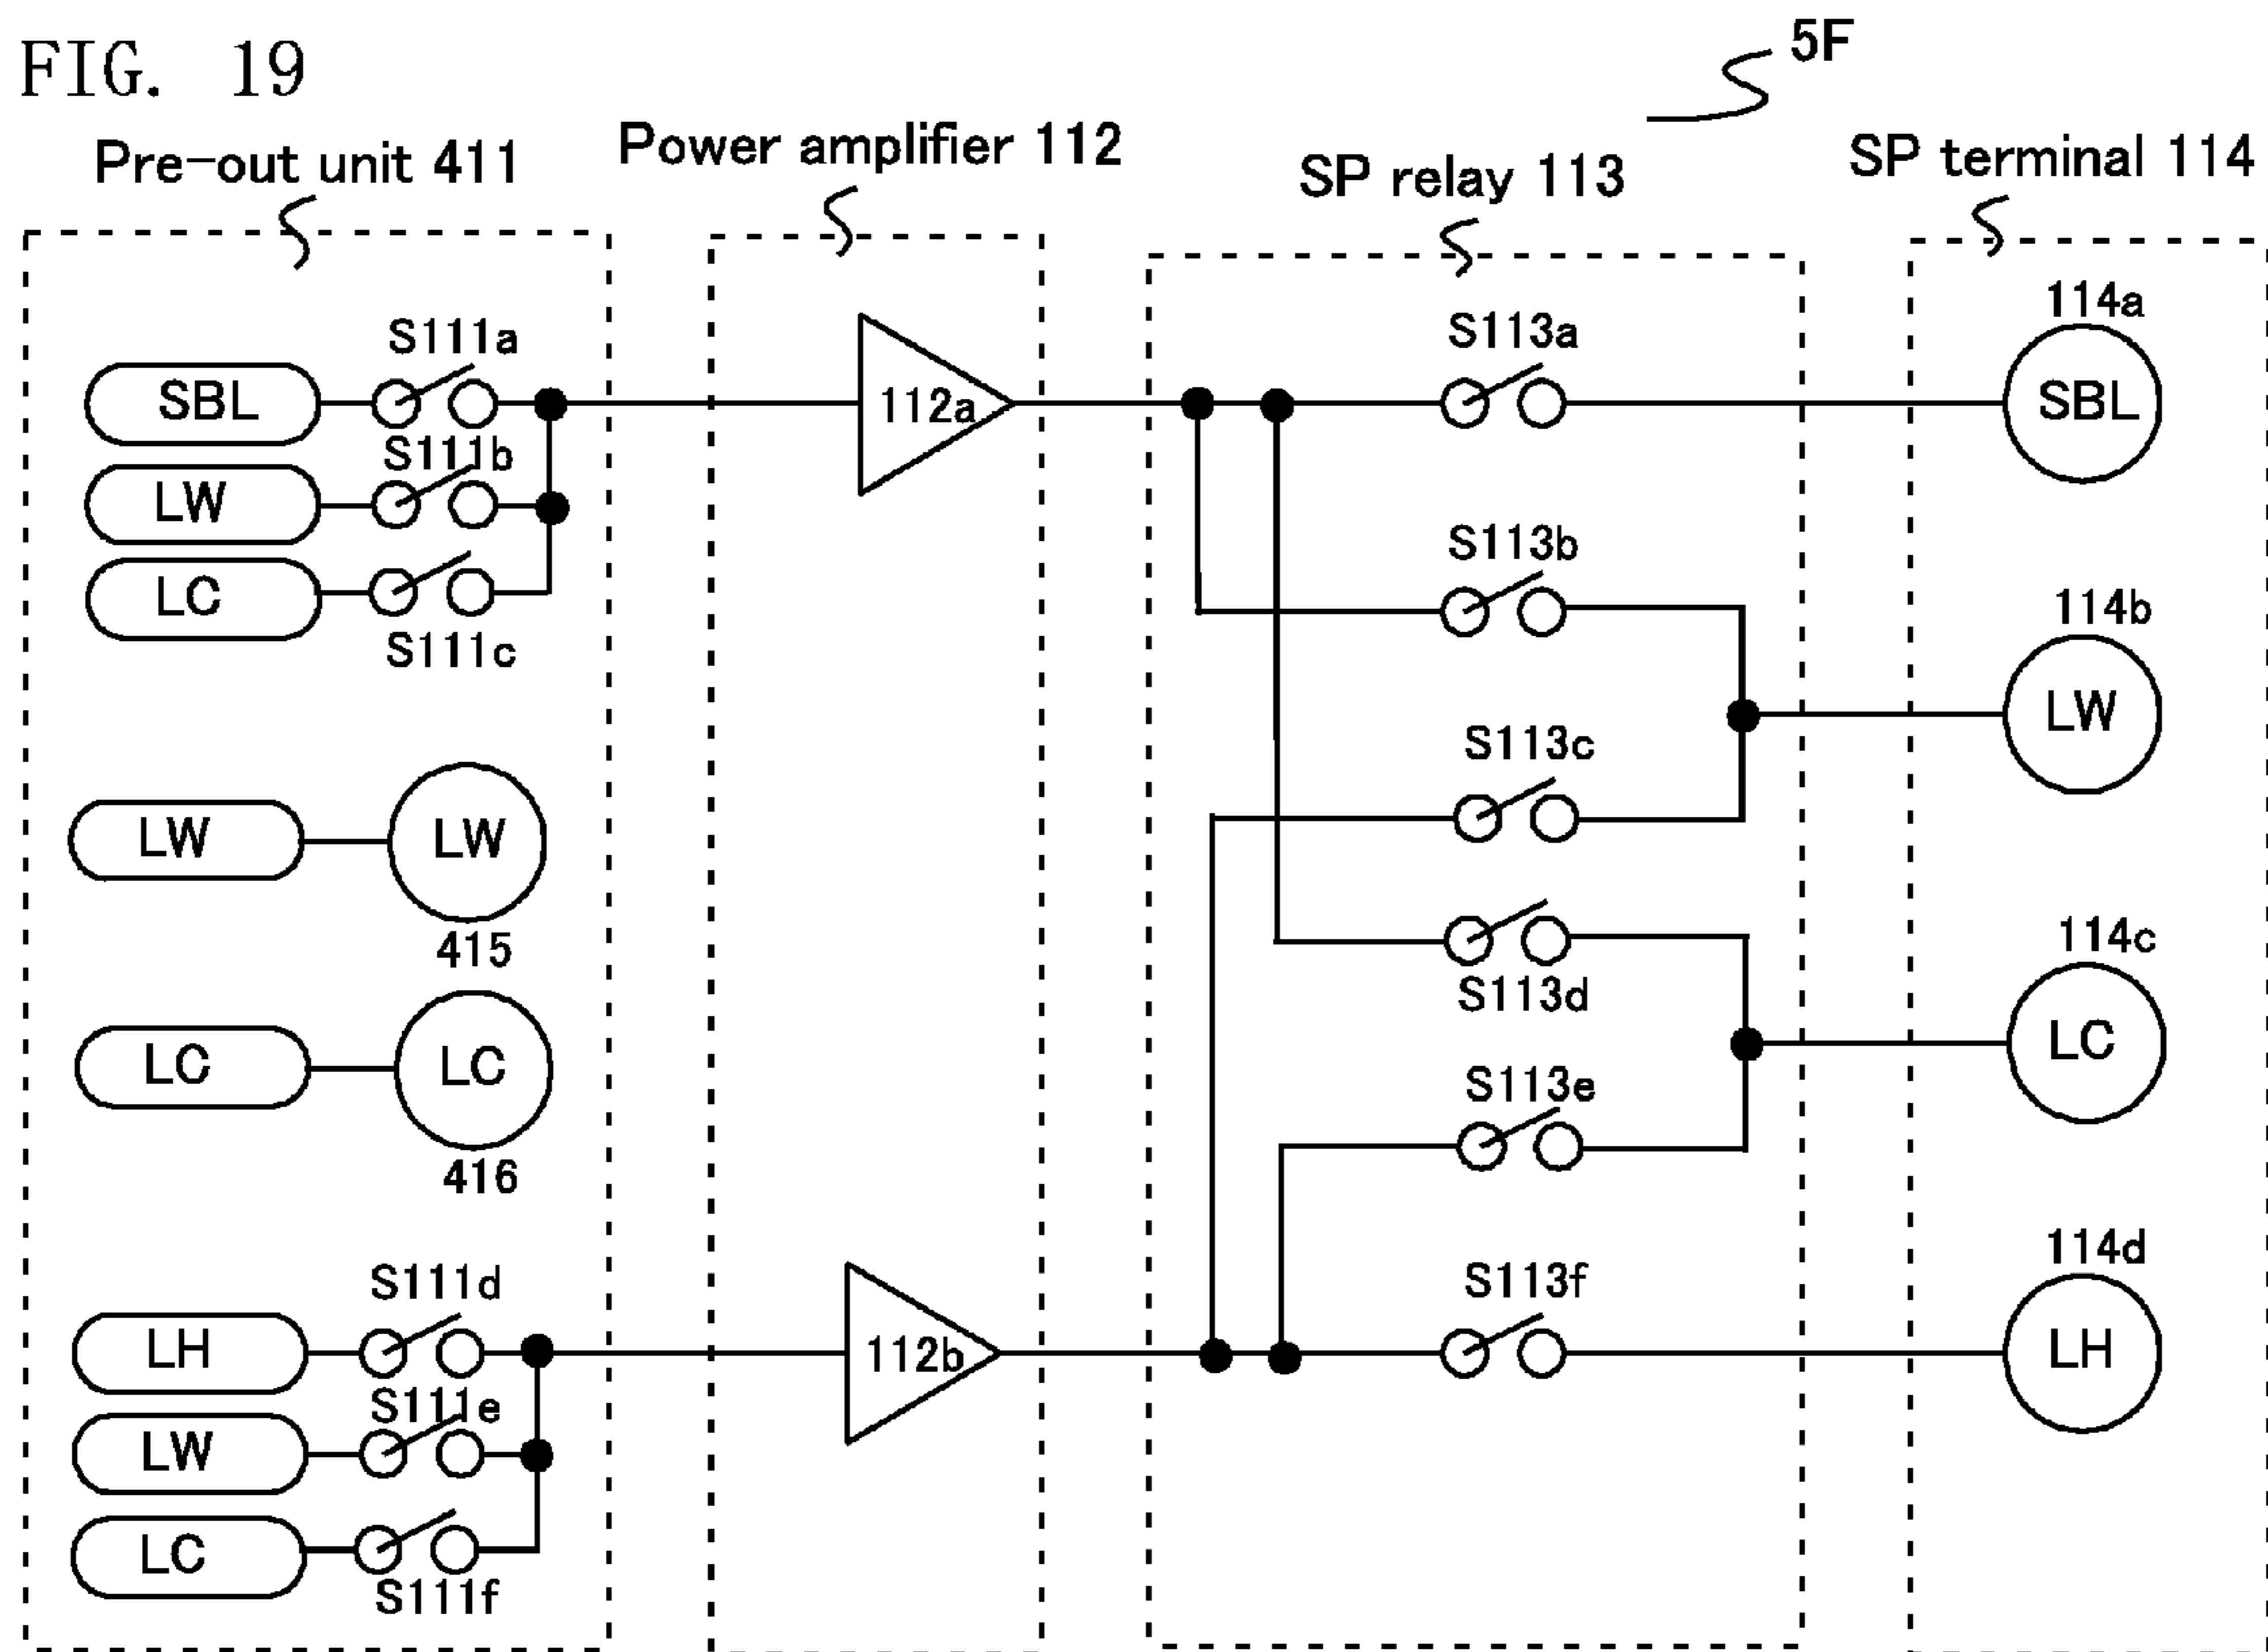 FIG. 19
5F
Pre-out unit 411
Power amplifier 112
SP relay 113
SP terminal 114
SBL
S111a
LW
S111b
LC
S111c
LW
LW
415
LC
LC
416
LH
S111d
LW
S111e
LC
S111f
112a
112b
S113a
S113b
S113c
S113d
S113e
S113f
114a
SBL
114b
LW
114c
LC
114d
LH